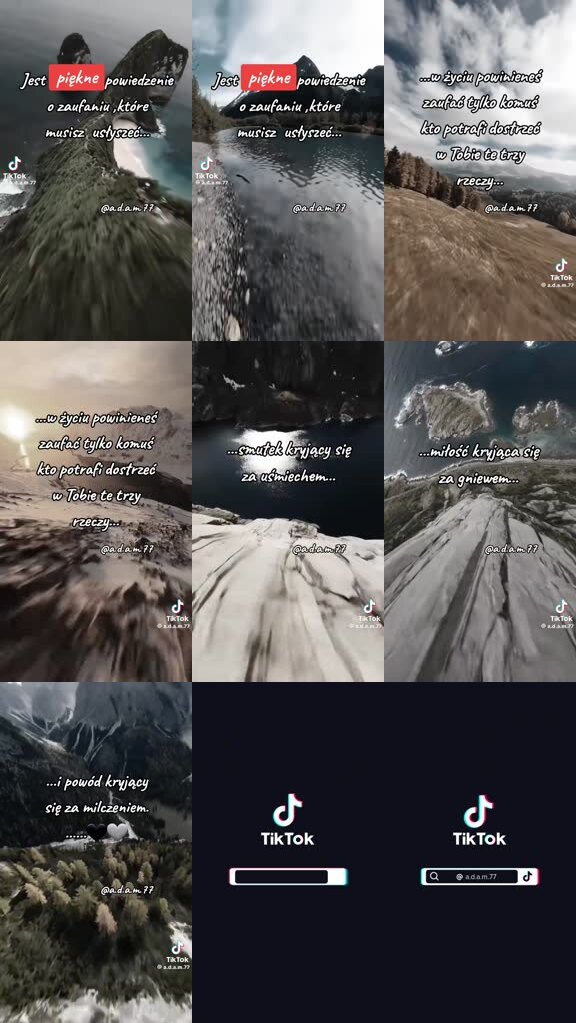 Jest piękne powiedzenie
o zaufaniu ,które
musisz usłyszeć...
TikTok
@a.d.a.m.77
@a.d.a.m.77
Jest piękne powiedzenie
o zaufaniu ,które
musisz usłyszeć...
TikTok
@a.d.a.m.77
@a.d.a.m.77
...w życiu powinieneś
zaufać tylko komuś
kto potrafi dostrzec
w Tobie te trzy
rzeczy...
@a.d.a.m.77
TikTok
@a.d.a.m.77
...w życiu powinieneś
zaufać tylko komuś
kto potrafi dostrzec
w Tobie te trzy
rzeczy...
@a.d.a.m.77
TikTok
@a.d.a.m.77
...smutek kryjący się
za uśmiechem...
@a.d.a.m.77
TikTok
@a.d.a.m.77
...miłość kryjąca się
za gniewem...
@a.d.a.m.77
TikTok
@a.d.a.m.77
...i powód kryjący
się za milczeniem.
......🖤🤍
@a.d.a.m.77
TikTok
@a.d.a.m.77
TikTok
TikTok
@a.d.a.m.77